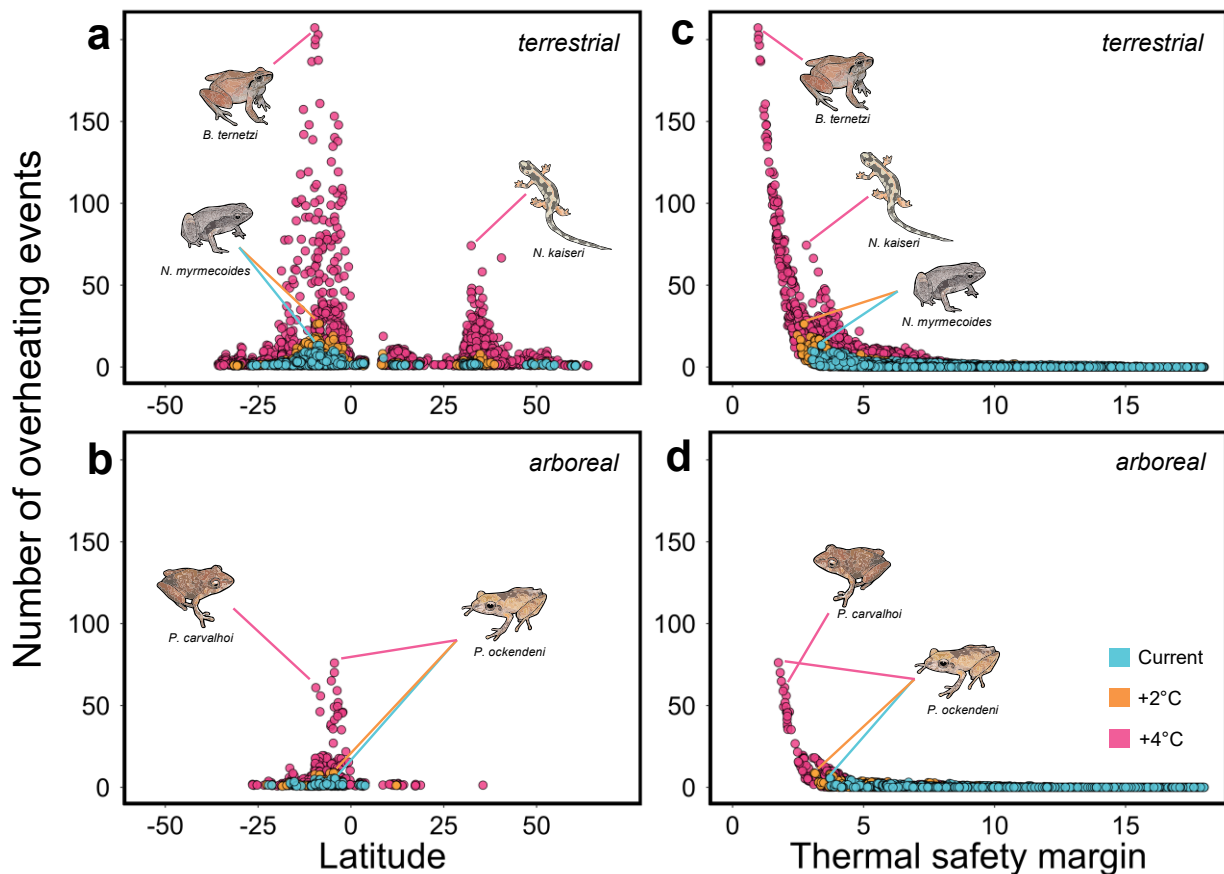 Number of overheating events
a
terrestrial
B. ternetzi
N. myrmecoides
N. kaiseri
150
100
50
0
-50
-25
0
25
50
c
terrestrial
B. ternetzi
N. kaiseri
N. myrmecoides
150
100
50
0
0
5
10
15
b
arboreal
P. carvalhoi
P. ockendeni
150
100
50
0
-50
-25
0
25
50
Latitude
d
arboreal
P. carvalhoi
P. ockendeni
Current
+2°C
+4°C
150
100
50
0
0
5
10
15
Thermal safety margin